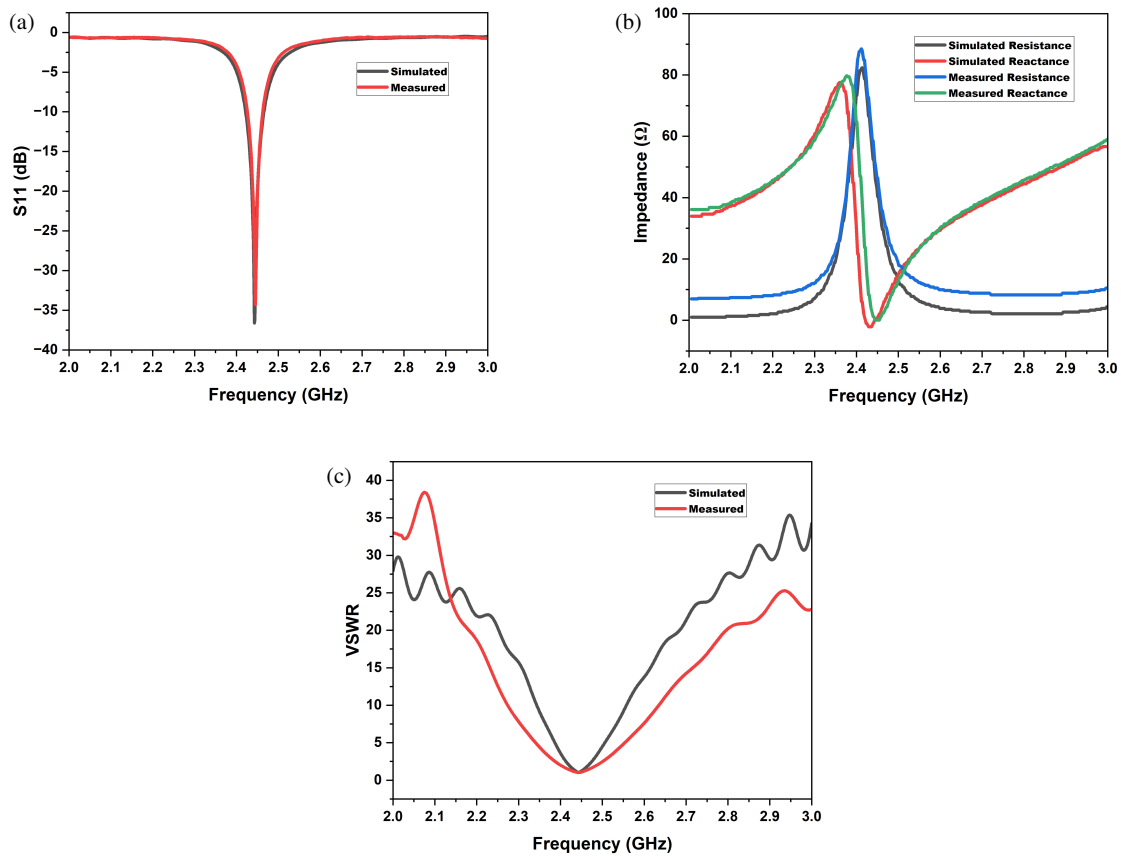 (a)
0
−5
−10
−15
−20
−25
−30
−35
−40
S11 (dB)
Simulated
Measured
2.0 2.1 2.2 2.3 2.4 2.5 2.6 2.7 2.8 2.9 3.0
Frequency (GHz)
(b)
100
80
60
40
20
0
Impedance (Ω)
Simulated Resistance
Simulated Reactance
Measured Resistance
Measured Reactance
2.0 2.1 2.2 2.3 2.4 2.5 2.6 2.7 2.8 2.9 3.0
Frequency (GHz)
(c)
40
35
30
25
20
15
10
5
0
VSWR
Simulated
Measured
2.0 2.1 2.2 2.3 2.4 2.5 2.6 2.7 2.8 2.9 3.0
Frequency (GHz)